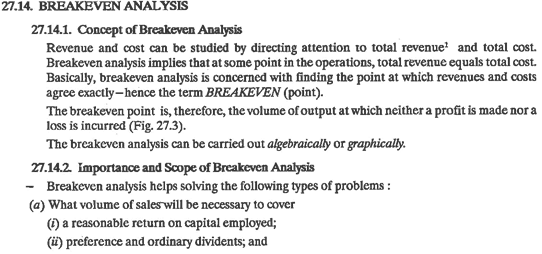 27.14. BREAKEVEN ANALYSIS
27.14.1. Concept of Breakeven Analysis
Revenue and cost can be studied by directing attention to total revenue² and total cost.
Breakeven analysis implies that at some point in the operations, total revenue equals total cost.
Basically, breakeven analysis is concerned with finding the point at which revenues and costs
agree exactly—hence the term BREAKEVEN (point).
The breakeven point is, therefore, the volume of output at which neither a profit is made nor a
loss is incurred (Fig. 27.3).
The breakeven analysis can be carried out algebraically or graphically.
27.14.2. Importance and Scope of Breakeven Analysis
– Breakeven analysis helps solving the following types of problems :
(a) What volume of sales will be necessary to cover
(i) a reasonable return on capital employed;
(ii) preference and ordinary dividents; and